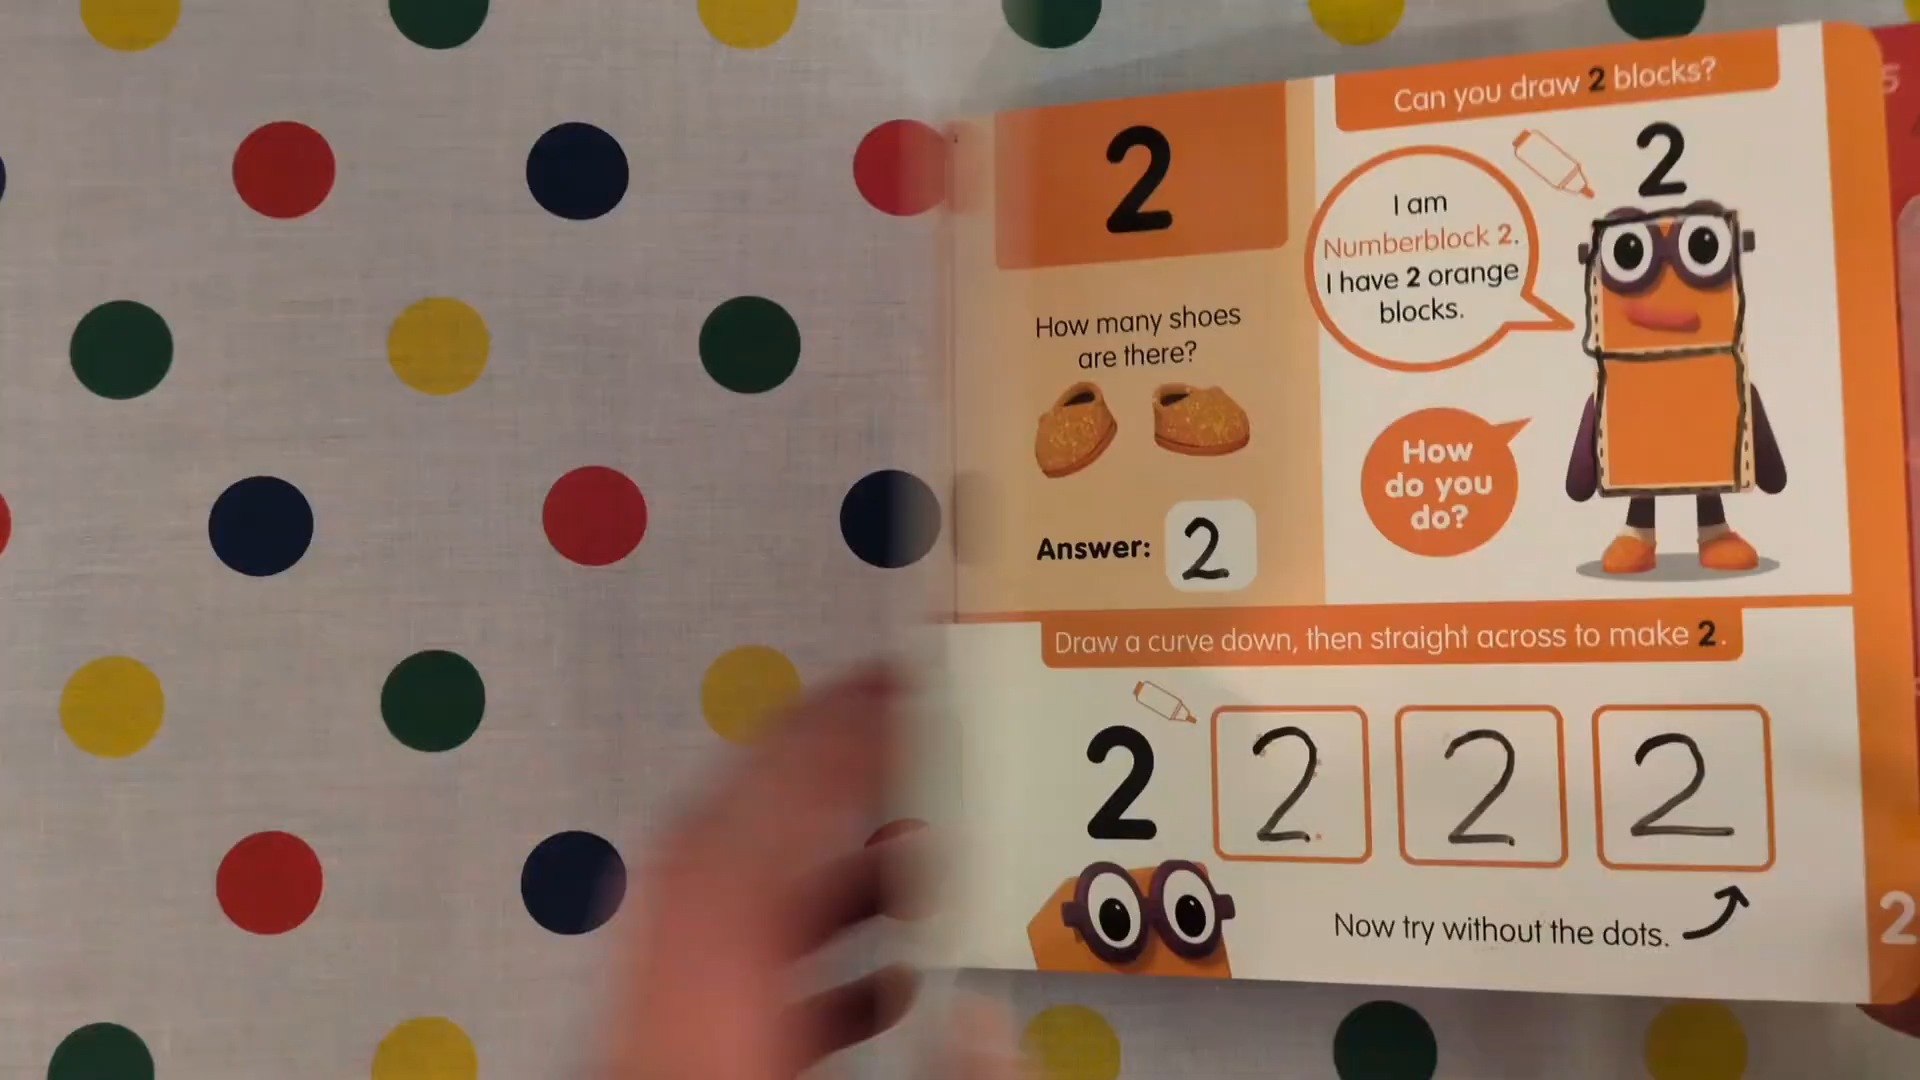 2
How many shoes
are there?
Answer: 2
Can you draw 2 blocks?
2
I am
Numberblock 2.
I have 2 orange
blocks.
How
do you
do?
Draw a curve down, then straight across to make 2.
2 2 2 2
Now try without the dots.
2
5